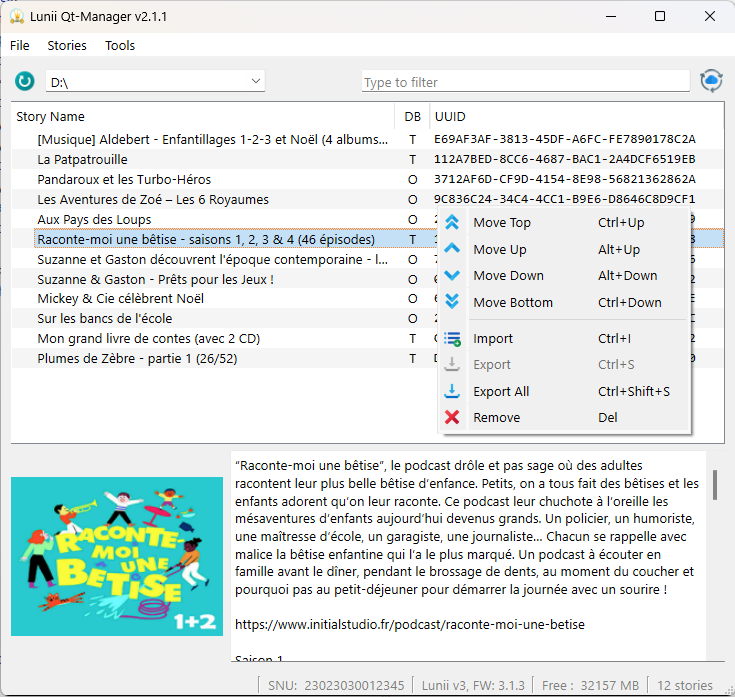 Lunii Qt-Manager v2.1.1
File Stories Tools
D:\ Type to filter
Story Name DB UUID
[Musique] Aldebert - Enfantillages 1-2-3 et Noël (4 albums... T E69AF3AF-3813-45DF-A6FC-FE7890178C2A
La Patpatrouille T 112A7BED-8CC6-4687-BAC1-2A4DCF6519EB
Pandaroux et les Turbo-Héros O 3712AF6D-CF9D-4154-8E98-56821362862A
Les Aventures de Zoé – Les 6 Royaumes O 9C836C24-34C4-4CC1-B9E6-D8646C8D9CF1
Aux Pays des Loups O
Raconte-moi une bêtise - saisons 1, 2, 3 & 4 (46 épisodes) T
Suzanne et Gaston découvrent l'époque contemporaine - l... O
Suzanne & Gaston - Prêts pour les Jeux ! O
Mickey & Cie célèbrent Noël O
Sur les bancs de l'école O
Mon grand livre de contes (avec 2 CD) T
Plumes de Zèbre - partie 1 (26/52) T
Move Top Ctrl+Up
Move Up Alt+Up
Move Down Alt+Down
Move Bottom Ctrl+Down
Import Ctrl+I
Export Ctrl+S
Export All Ctrl+Shift+S
Remove Del
RACONTE-
MOI UNE
BÊTISE
1+2
“Raconte-moi une bêtise”, le podcast drôle et pas sage où des adultes
racontent leur plus belle bêtise d’enfance. Petits, on a tous fait des bêtises et les
enfants adorent qu’on leur raconte. Ce podcast leur chuchote à l’oreille les
mésaventures d’enfants aujourd’hui devenus grands. Un policier, un humoriste,
une maîtresse d’école, un garagiste, une journaliste… Chacun se rappelle avec
malice la bêtise enfantine qui l’a le plus marqué. Un podcast à écouter en
famille avant le dîner, pendant le brossage de dents, au moment du coucher et
pourquoi pas au petit-déjeuner pour démarrer la journée avec un sourire !
https://www.initialstudio.fr/podcast/raconte-moi-une-betise
Saison 1
SNU: 23023030012345 Lunii v3, FW: 3.1.3 Free : 32157 MB 12 stories